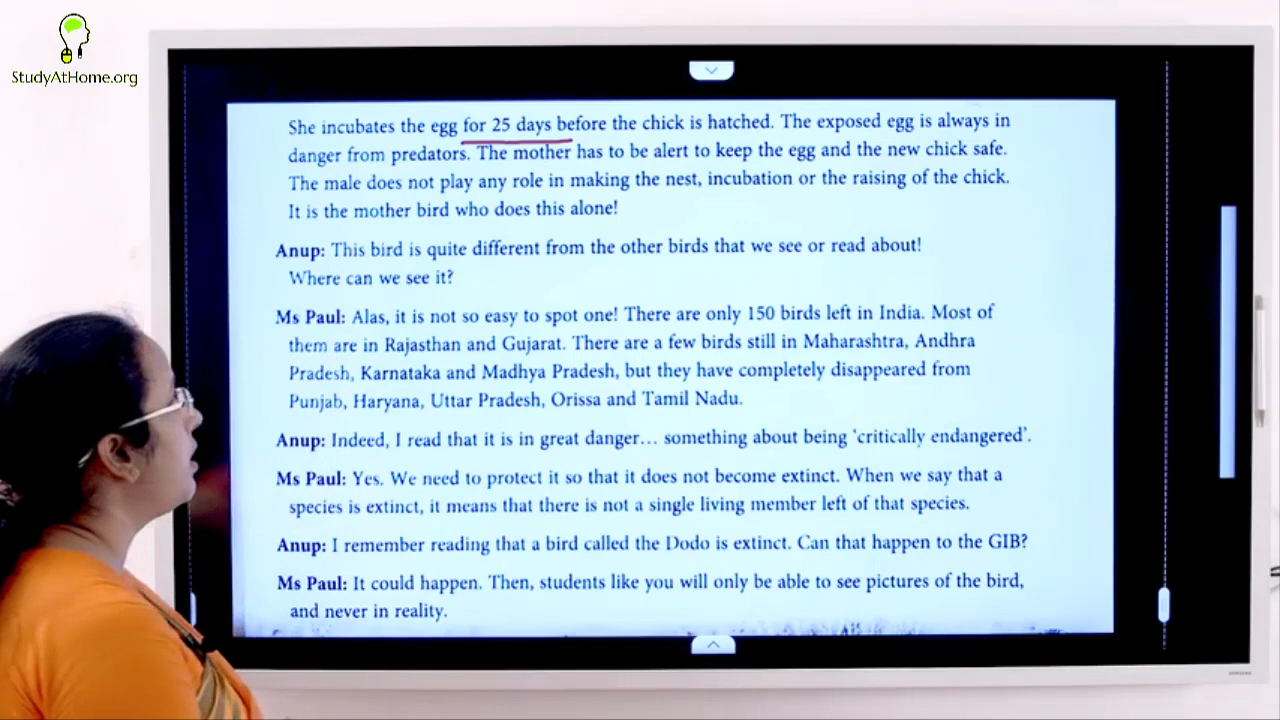 StudyAtHome.org
She incubates the egg for 25 days before the chick is hatched. The exposed egg is always in
danger from predators. The mother has to be alert to keep the egg and the new chick safe.
The male does not play any role in making the nest, incubation or the raising of the chick.
It is the mother bird who does this alone!
Anup: This bird is quite different from the other birds that we see or read about!
Where can we see it?
Ms Paul: Alas, it is not so easy to spot one! There are only 150 birds left in India. Most of
them are in Rajasthan and Gujarat. There are a few birds still in Maharashtra, Andhra
Pradesh, Karnataka and Madhya Pradesh, but they have completely disappeared from
Punjab, Haryana, Uttar Pradesh, Orissa and Tamil Nadu.
Anup: Indeed, I read that it is in great danger… something about being ‘critically endangered’.
Ms Paul: Yes. We need to protect it so that it does not become extinct. When we say that a
species is extinct, it means that there is not a single living member left of that species.
Anup: I remember reading that a bird called the Dodo is extinct. Can that happen to the GIB?
Ms Paul: It could happen. Then, students like you will only be able to see pictures of the bird,
and never in reality.